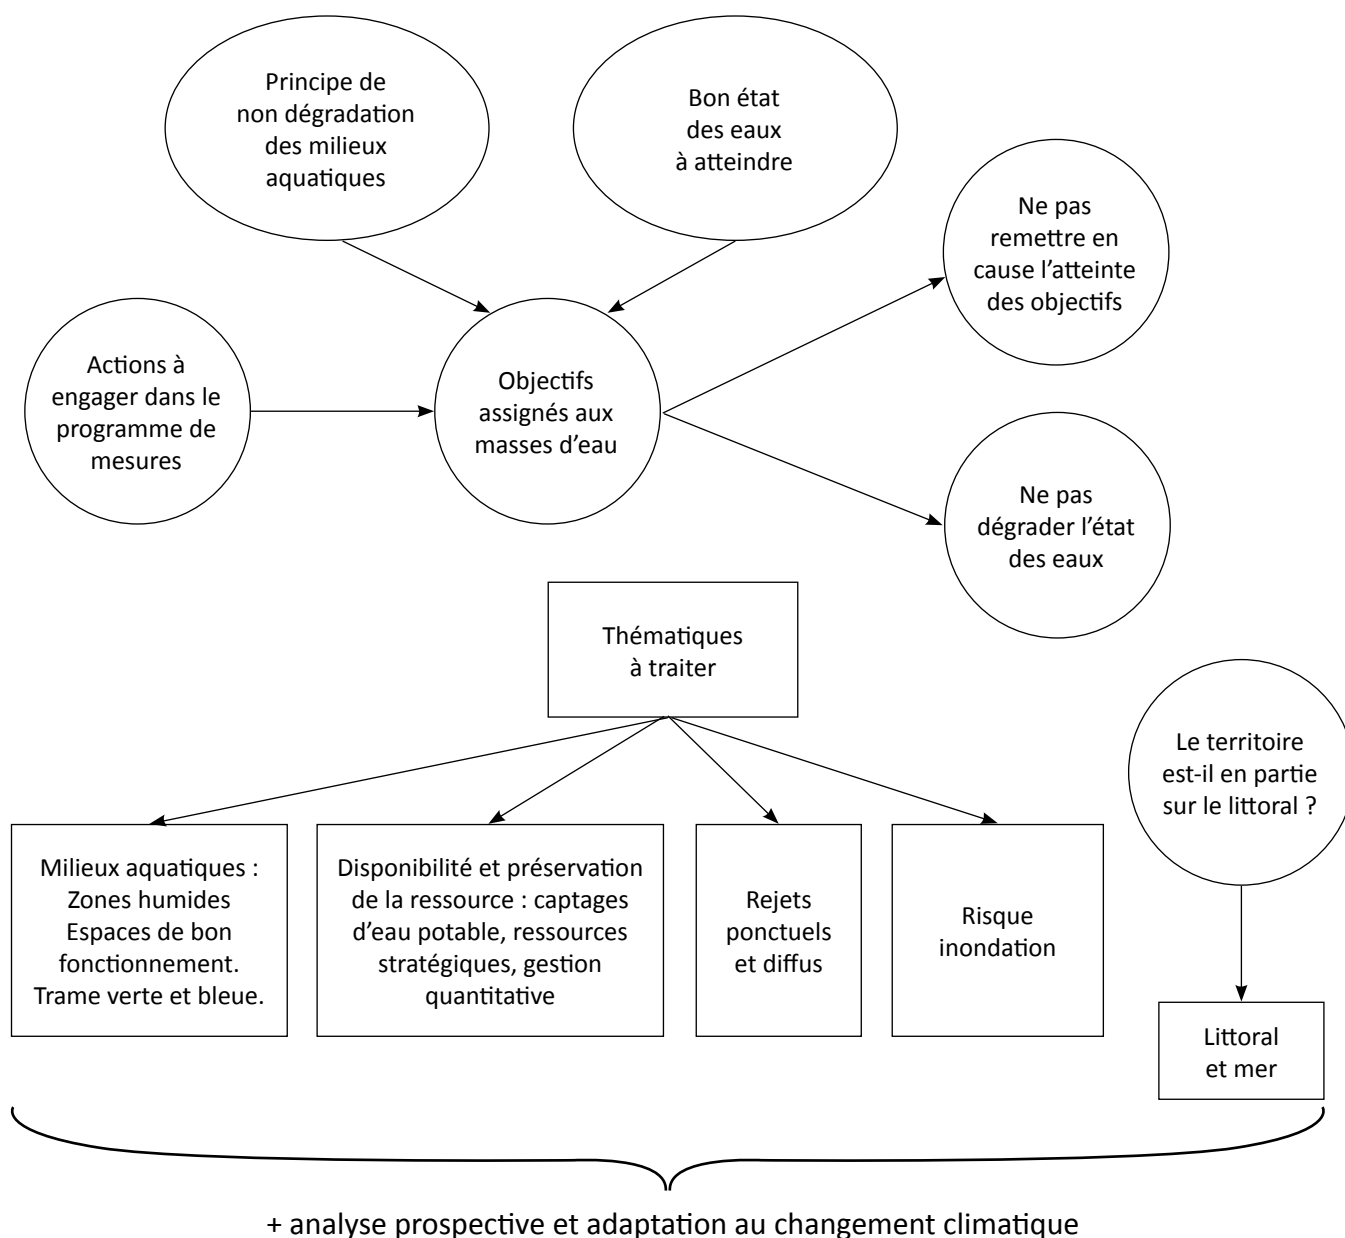 Principe de
non dégradation
des milieux
aquatiques
Bon état
des eaux
à atteindre
Ne pas
remettre en
cause l’atteinte
des objectifs
Actions à
engager dans le
programme de
mesures
Objectifs
assignés aux
masses d’eau
Ne pas
dégrader l’état
des eaux
Thématiques
à traiter
Le territoire
est-il en partie
sur le littoral ?
Milieux aquatiques :
Zones humides
Espaces de bon
fonctionnement.
Trame verte et bleue.
Disponibilité et préservation
de la ressource : captages
d’eau potable, ressources
stratégiques, gestion
quantitative
Rejets
ponctuels
et diffus
Risque
inondation
Littoral
et mer
+ analyse prospective et adaptation au changement climatique